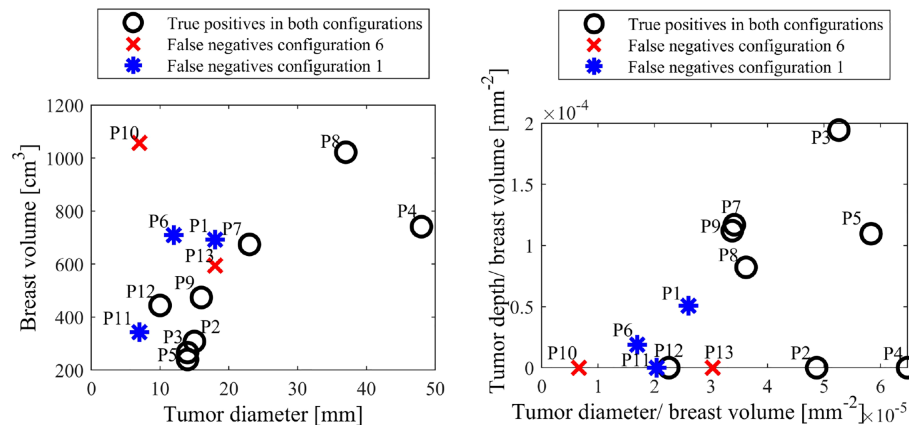 True positives in both configurations
False negatives configuration 6
False negatives configuration 1
1200
1000
800
600
400
200
0
10
20
30
40
50
Breast volume [cm³]
Tumor diameter [mm]
P10
P8
P4
P6
P1
P7
P13
P9
P12
P11
P3
P2
P5
True positives in both configurations
False negatives configuration 6
False negatives configuration 1
×10⁻⁴
2
1.5
1
0.5
0
0
1
2
3
4
5
6
Tumor depth/ breast volume [mm⁻²]
Tumor diameter/ breast volume [mm⁻²]
×10⁻⁵
P3
P7
P9
P5
P8
P1
P6
P10
P11
P12
P13
P2
P4